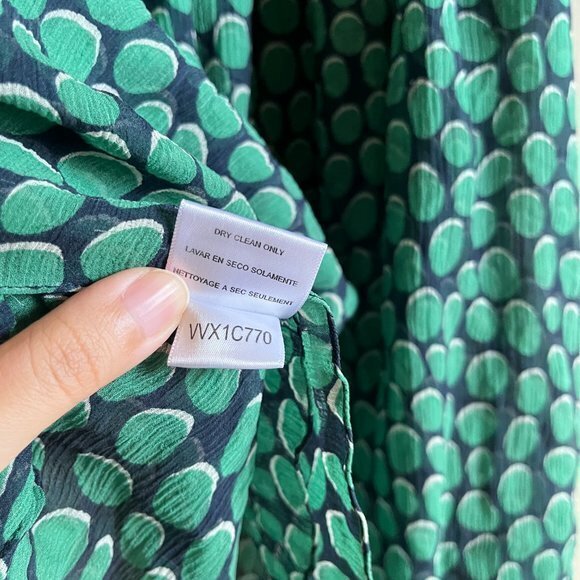 DRY CLEAN ONLY
LAVAR EN SECO SOLAMENTE
NETTOYAGE A SEC SEULEMENT
WX1C770